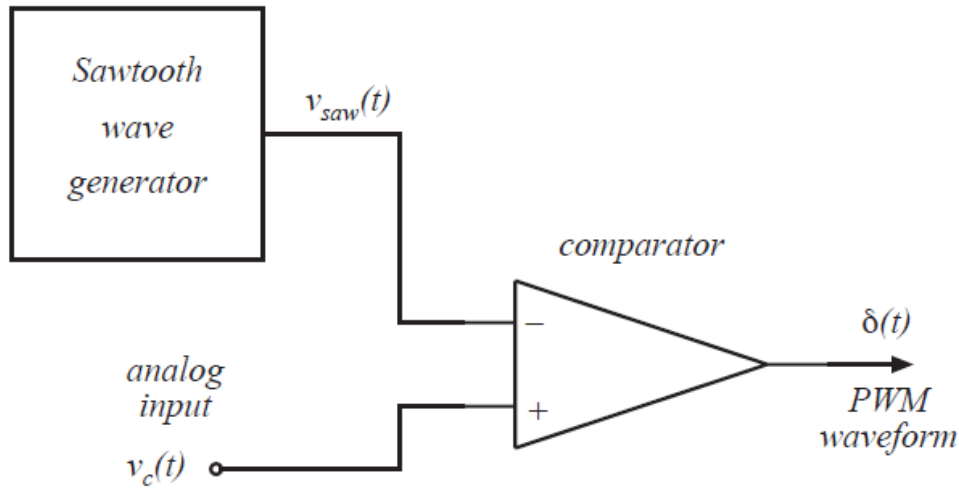 Sawtooth
wave
generator
v_saw(t)
comparator
−
+
analog
input
v_c(t)
δ(t)
PWM
waveform